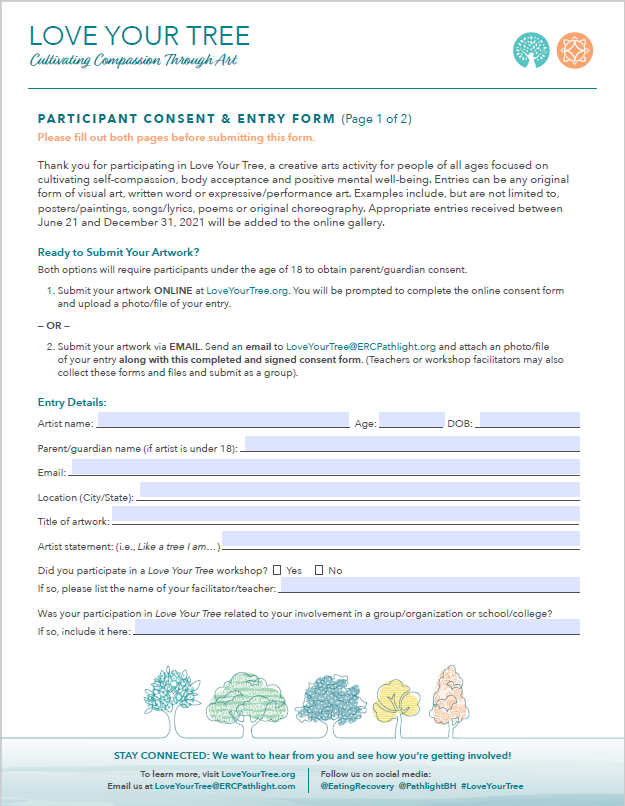 LOVE YOUR TREE
Cultivating Compassion Through Art
PARTICIPANT CONSENT & ENTRY FORM (Page 1 of 2)
Please fill out both pages before submitting this form.
Thank you for participating in Love Your Tree, a creative arts activity for people of all ages focused on
cultivating self-compassion, body acceptance and positive mental well-being. Entries can be any original
form of visual art, written word or expressive/performance art. Examples include, but are not limited to,
posters/paintings, songs/lyrics, poems or original choreography. Appropriate entries received between
June 21 and December 31, 2021 will be added to the online gallery.
Ready to Submit Your Artwork?
Both options will require participants under the age of 18 to obtain parent/guardian consent.
1. Submit your artwork ONLINE at LoveYourTree.org. You will be prompted to complete the online consent form
and upload a photo/file of your entry.
– OR –
2. Submit your artwork via EMAIL. Send an email to LoveYourTree@ERCPathlight.org and attach an photo/file
of your entry along with this completed and signed consent form. (Teachers or workshop facilitators may also
collect these forms and files and submit as a group).
Entry Details:
Artist name: Age: DOB:
Parent/guardian name (if artist is under 18):
Email:
Location (City/State):
Title of artwork:
Artist statement: (i.e., Like a tree I am…)
Did you participate in a Love Your Tree workshop? Yes No
If so, please list the name of your facilitator/teacher:
Was your participation in Love Your Tree related to your involvement in a group/organization or school/college?
If so, include it here:
STAY CONNECTED: We want to hear from you and see how you're getting involved!
To learn more, visit LoveYourTree.org
Email us at LoveYourTree@ERCPathlight.com
Follow us on social media:
@EatingRecovery @PathlightBH #LoveYourTree